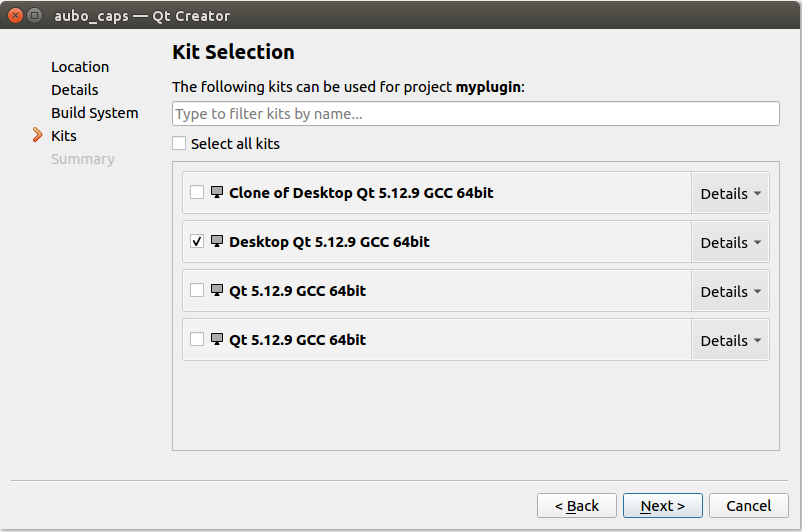 aubo_caps — Qt Creator
Location
Details
Build System
Kits
Summary
Kit Selection
The following kits can be used for project myplugin:
Type to filter kits by name...
Select all kits
Clone of Desktop Qt 5.12.9 GCC 64bit
Details
Desktop Qt 5.12.9 GCC 64bit
Details
Qt 5.12.9 GCC 64bit
Details
Qt 5.12.9 GCC 64bit
Details
< Back
Next >
Cancel